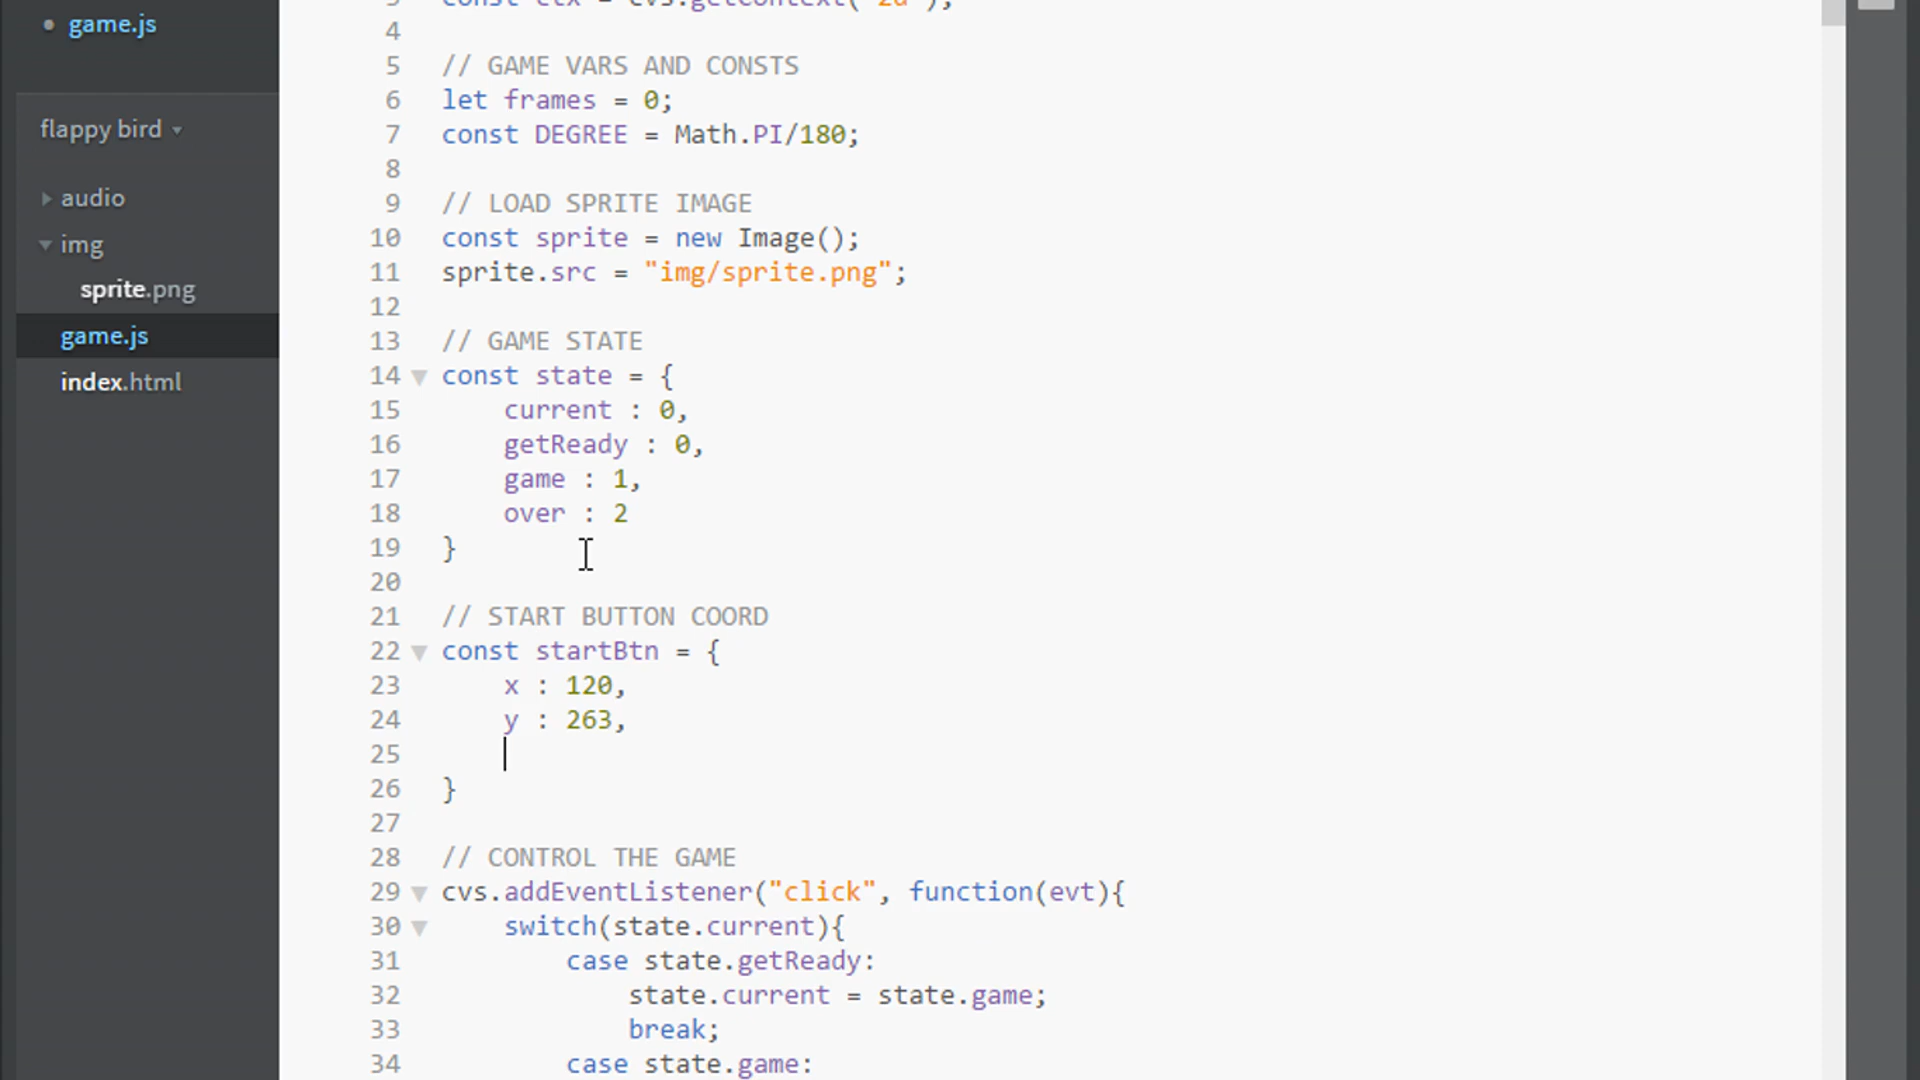 game.js
flappy bird
audio
img
sprite.png
game.js
index.html
3 const ctx = cvs.getContext("2d");
4
5 // GAME VARS AND CONSTS
6 let frames = 0;
7 const DEGREE = Math.PI/180;
8
9 // LOAD SPRITE IMAGE
10 const sprite = new Image();
11 sprite.src = "img/sprite.png";
12
13 // GAME STATE
14 const state = {
15 current : 0,
16 getReady : 0,
17 game : 1,
18 over : 2
19 }
20
21 // START BUTTON COORD
22 const startBtn = {
23 x : 120,
24 y : 263,
25
26 }
27
28 // CONTROL THE GAME
29 cvs.addEventListener("click", function(evt){
30 switch(state.current){
31 case state.getReady:
32 state.current = state.game;
33 break;
34 case state.game: